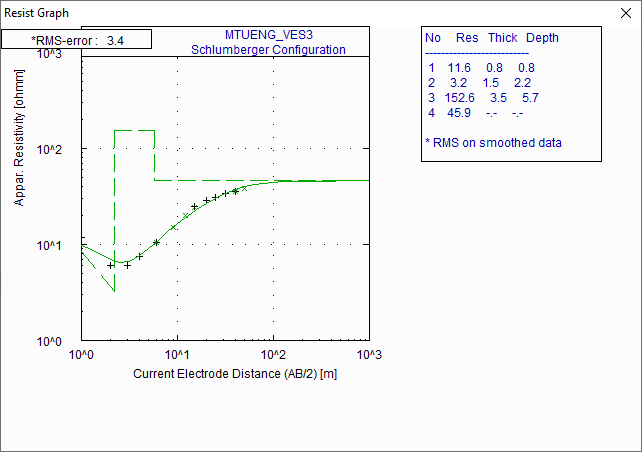 Resist Graph
*RMS-error : 3.4
MTUENG_VES3
Schlumberger Configuration
10^3
10^2
10^1
10^0
Appar. Resistivity [ohmm]
10^0 10^1 10^2 10^3
Current Electrode Distance (AB/2) [m]
No Res Thick Depth
--------------------------
1 11.6 0.8 0.8
2 3.2 1.5 2.2
3 152.6 3.5 5.7
4 45.9 -.- -.-
* RMS on smoothed data